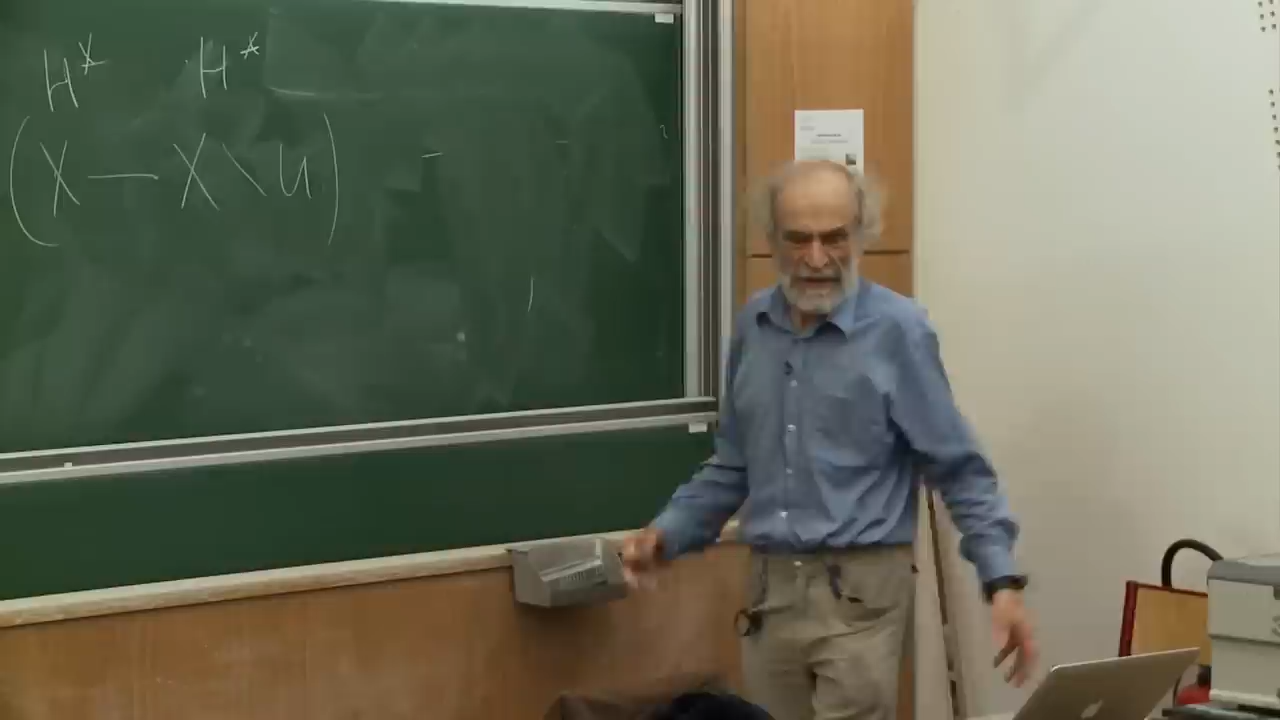 H* H*
(X — X \ U)